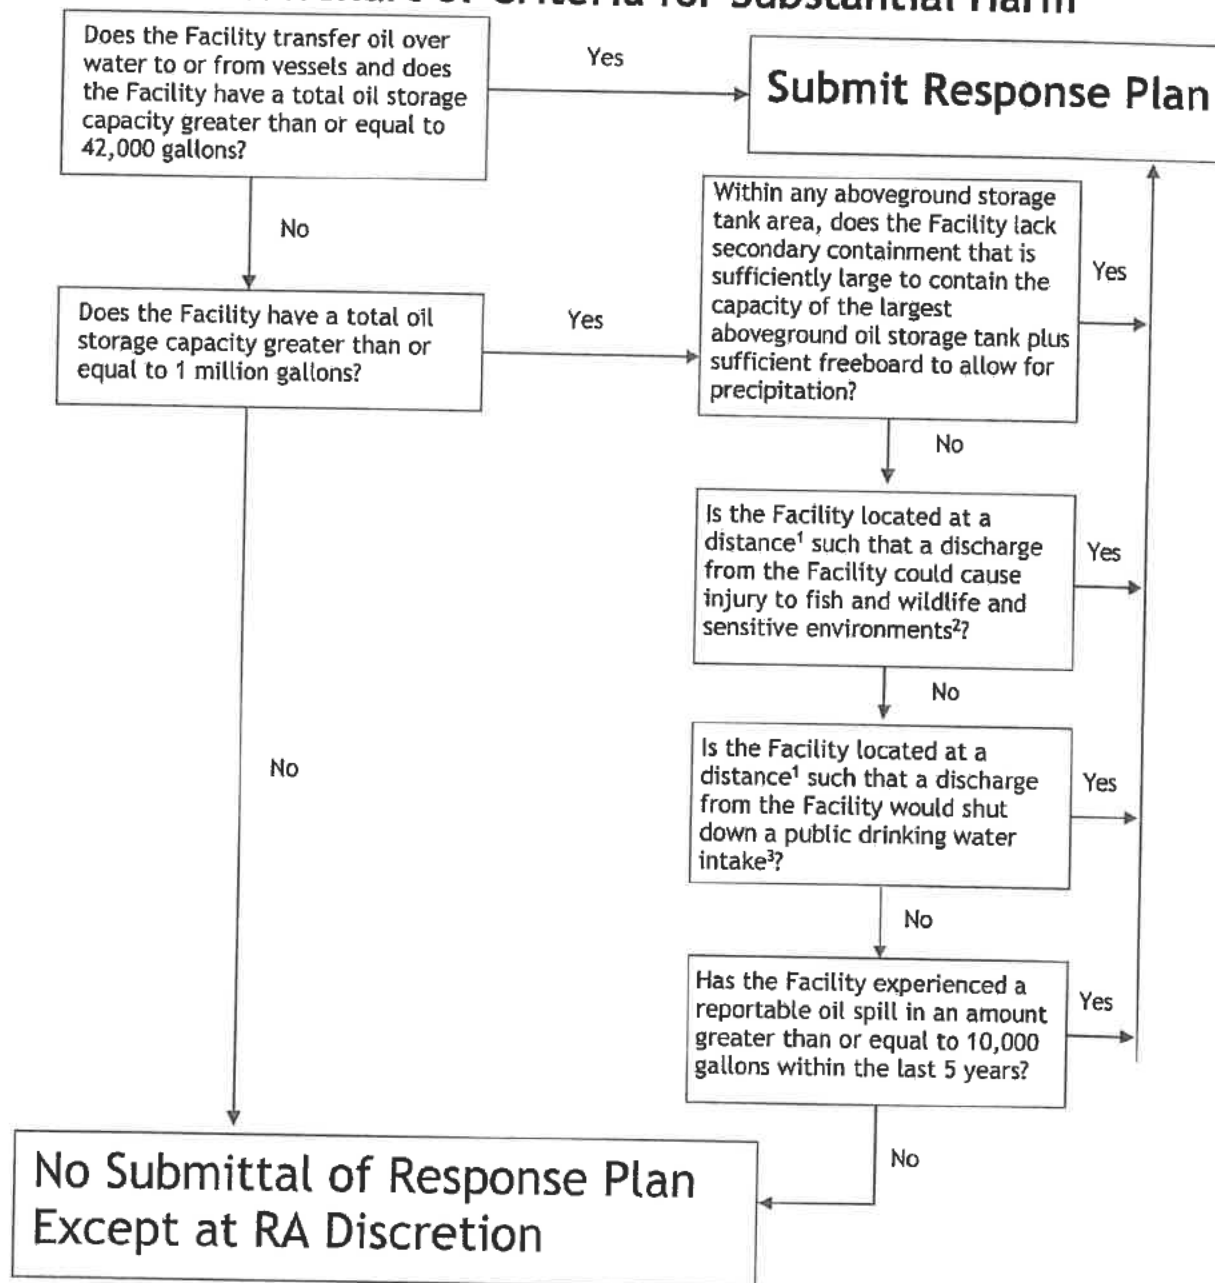 of Criteria for Substantial Harm
Does the Facility transfer oil over
water to or from vessels and does
the Facility have a total oil storage
capacity greater than or equal to
42,000 gallons?
Yes
Submit Response Plan
No
Does the Facility have a total oil
storage capacity greater than or
equal to 1 million gallons?
Yes
Within any aboveground storage
tank area, does the Facility lack
secondary containment that is
sufficiently large to contain the
capacity of the largest
aboveground oil storage tank plus
sufficient freeboard to allow for
precipitation?
Yes
No
Is the Facility located at a
distance¹ such that a discharge
from the Facility could cause
injury to fish and wildlife and
sensitive environments²?
Yes
No
Is the Facility located at a
distance¹ such that a discharge
from the Facility would shut
down a public drinking water
intake³?
Yes
No
No
Has the Facility experienced a
reportable oil spill in an amount
greater than or equal to 10,000
gallons within the last 5 years?
Yes
No
No Submittal of Response Plan
Except at RA Discretion